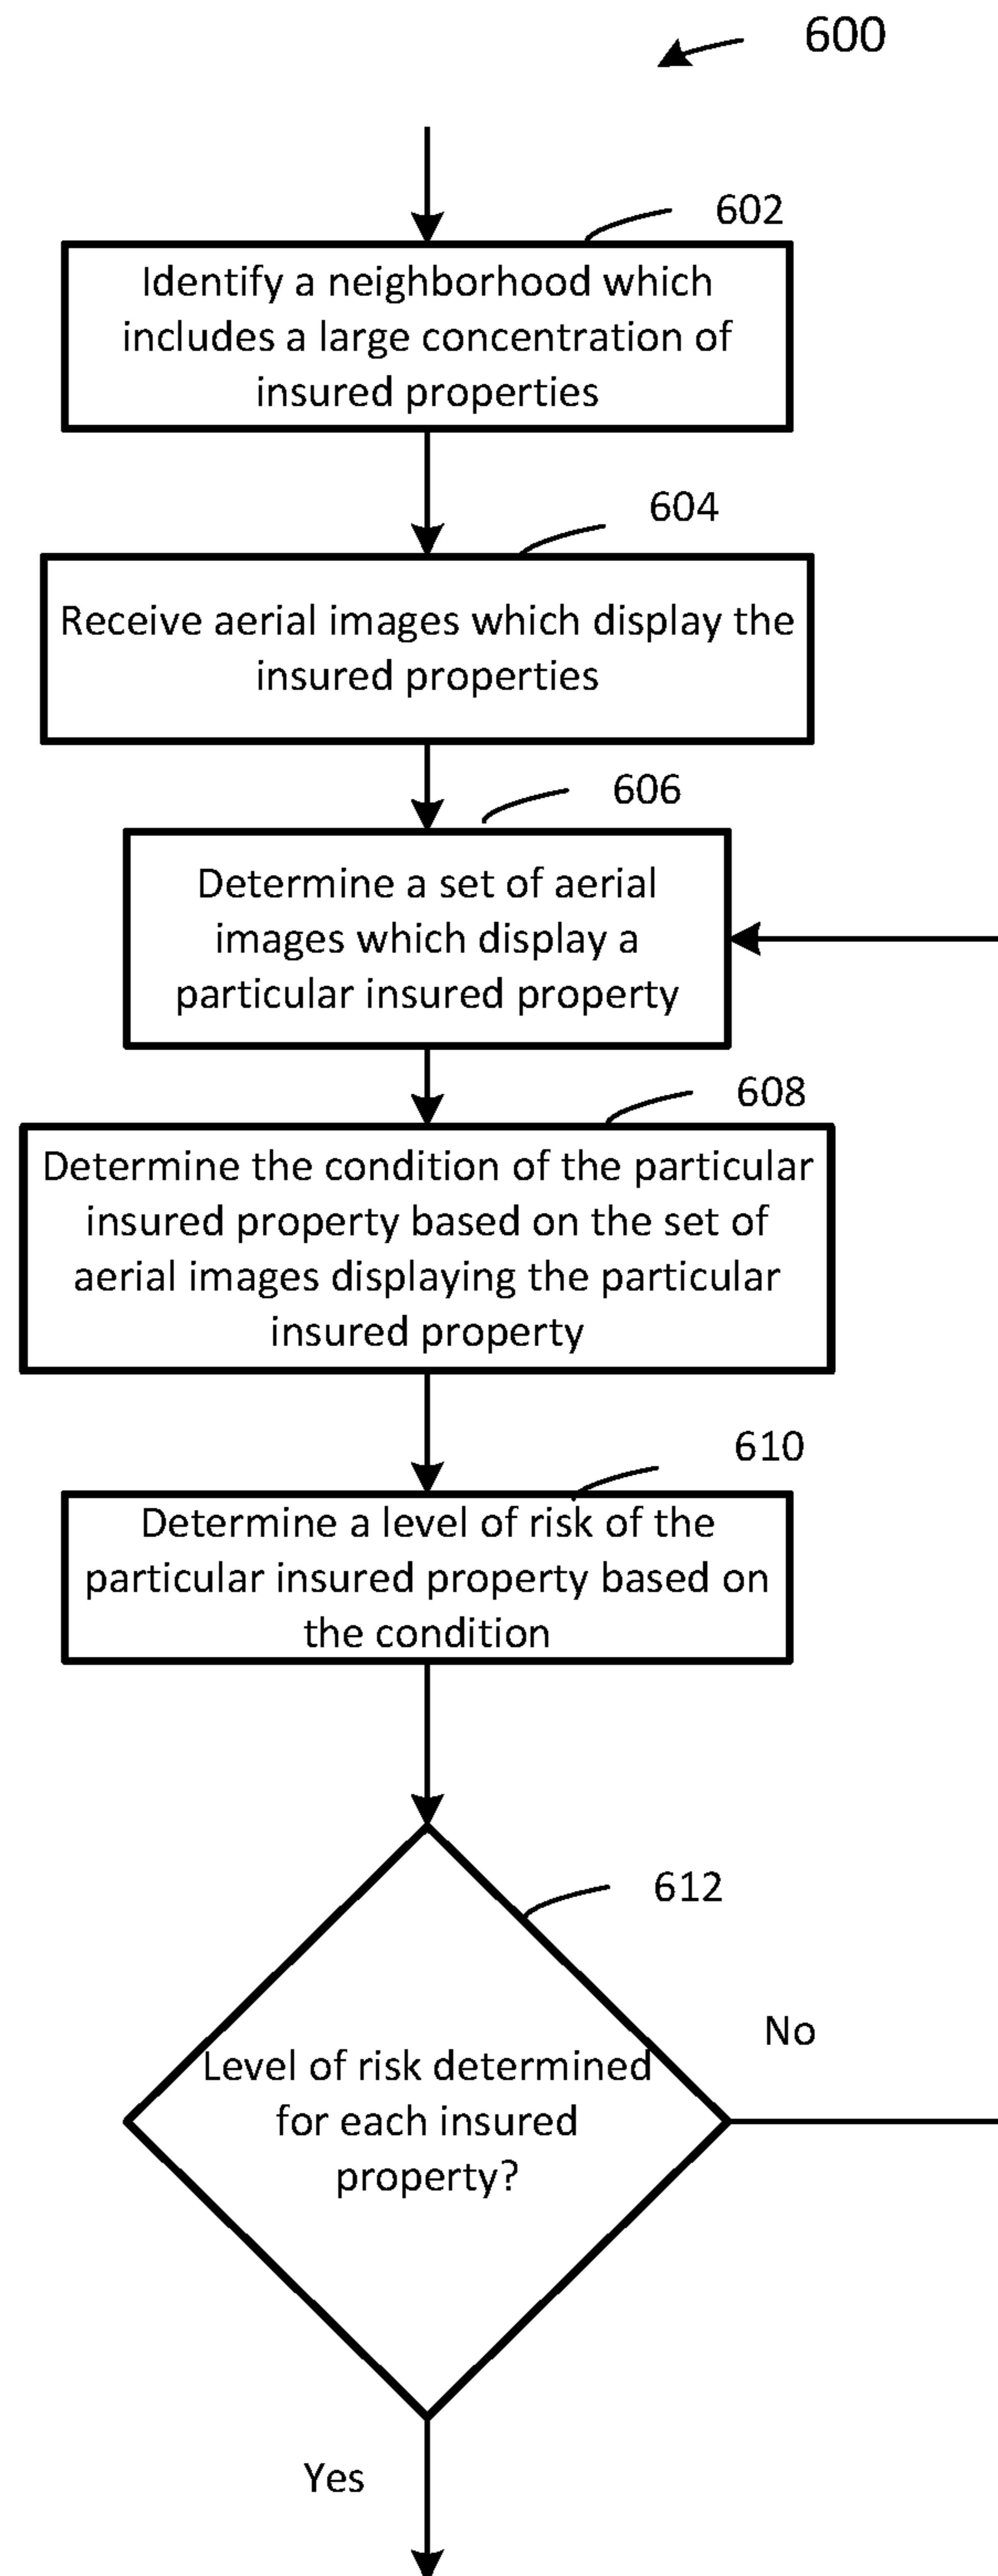 600
602
Identify a neighborhood which
includes a large concentration of
insured properties
604
Receive aerial images which display the
insured properties
606
Determine a set of aerial
images which display a
particular insured property
608
Determine the condition of the particular
insured property based on the set of
aerial images displaying the particular
insured property
610
Determine a level of risk of the
particular insured property based on
the condition
612
No
Level of risk determined
for each insured
property?
Yes